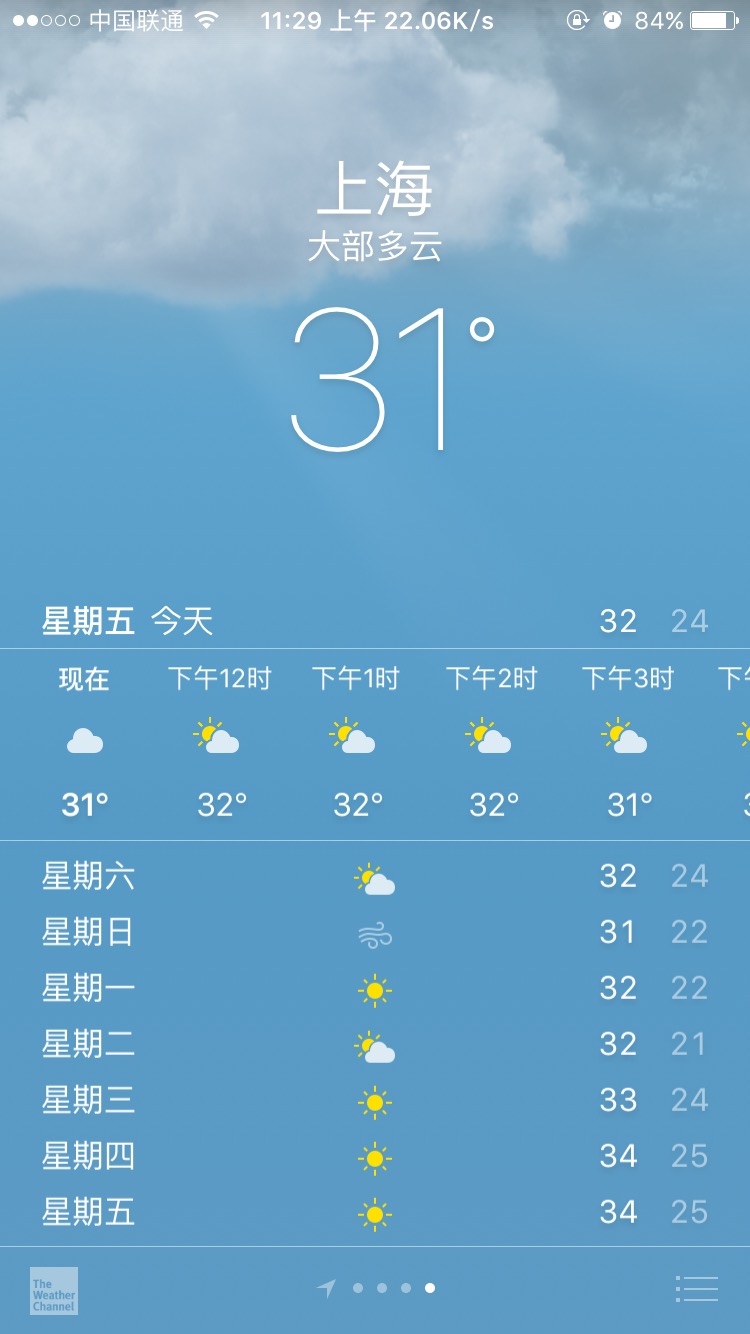 中国联通 11:29 上午 22.06K/s 84%
上海
大部多云
31°
星期五 今天 32 24
现在 下午12时 下午1时 下午2时 下午3时 下
31° 32° 32° 32° 31°
星期六 32 24
星期日 31 22
星期一 32 22
星期二 32 21
星期三 33 24
星期四 34 25
星期五 34 25
The
Weather
Channel